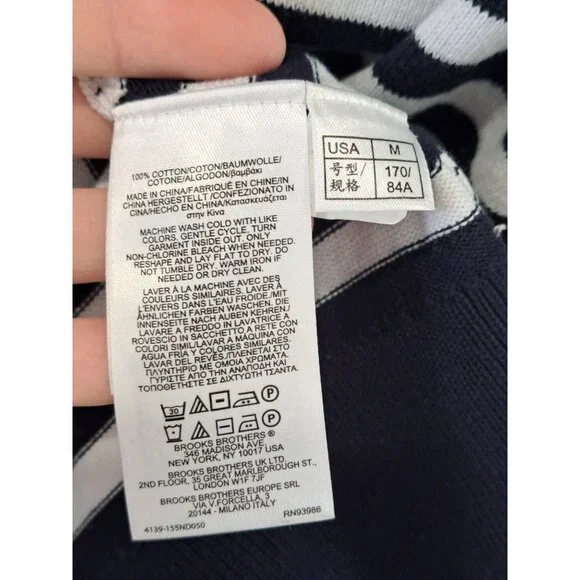 100% COTTON/COTON/BAUMWOLLE/
COTONE/ALGODON/βαμβάκι
MADE IN CHINA/FABRIQUÉ EN CHINE/IN
CHINA HERGESTELLT /CONFEZIONATO IN
CINA/HECHO EN CHINA/Κατασκευάζεται
στην Κίνα
MACHINE WASH COLD WITH LIKE
COLORS. GENTLE CYCLE. TURN
GARMENT INSIDE OUT. ONLY
NON-CHLORINE BLEACH WHEN NEEDED.
RESHAPE AND LAY FLAT TO DRY. DO
NOT TUMBLE DRY. WARM IRON IF
NEEDED OR DRY CLEAN.
LAVER À LA MACHINE AVEC DES
COULEURS SIMILAIRES. LAVER À
L'ENVERS DANS L'EAU FROIDE./MIT
ÄHNLICHEN FARBEN WASCHEN. DIE
INNENSEITE NACH AUßEN KEHREN./
LAVARE A FREDDO IN LAVATRICE A
ROVESCIO IN SACCHETTO A RETE CON
COLORI SIMILI./LAVAR A MÁQUINA CON
AGUA FRÍA Y COLORES SIMILARES.
LAVAR DEL REVÉS./ΠΛΕΝΕΤΑΙ ΣΤΟ
ΠΛΥΝΤΗΡΙΟ ΜΕ ΟΜΟΙΑ ΧΡΩΜΑΤΑ.
ΓΥΡΙΣΤΕ ΑΠΟ ΤΗΝ ΑΝΑΠΟΔΗ ΚΑΙ
ΤΟΠΟΘΕΤΗΣΤΕ ΣΕ ΔΙΧΤΥΩΤΗ ΤΣΑΝΤΑ.
30 P
P
BROOKS BROTHERS ®
346 MADISON AVE
NEW YORK, NY 10017 USA
BROOKS BROTHERS UK LTD.
2ND FLOOR, 35 GREAT MARLBOROUGH ST.,
LONDON W1F 7JF
BROOKS BROTHERS EUROPE SRL
VIA V.FORCELLA, 3
20144 - MILANO ITALY
4139-155ND050 RN93986
USA M
号型/ 170/
规格 84A